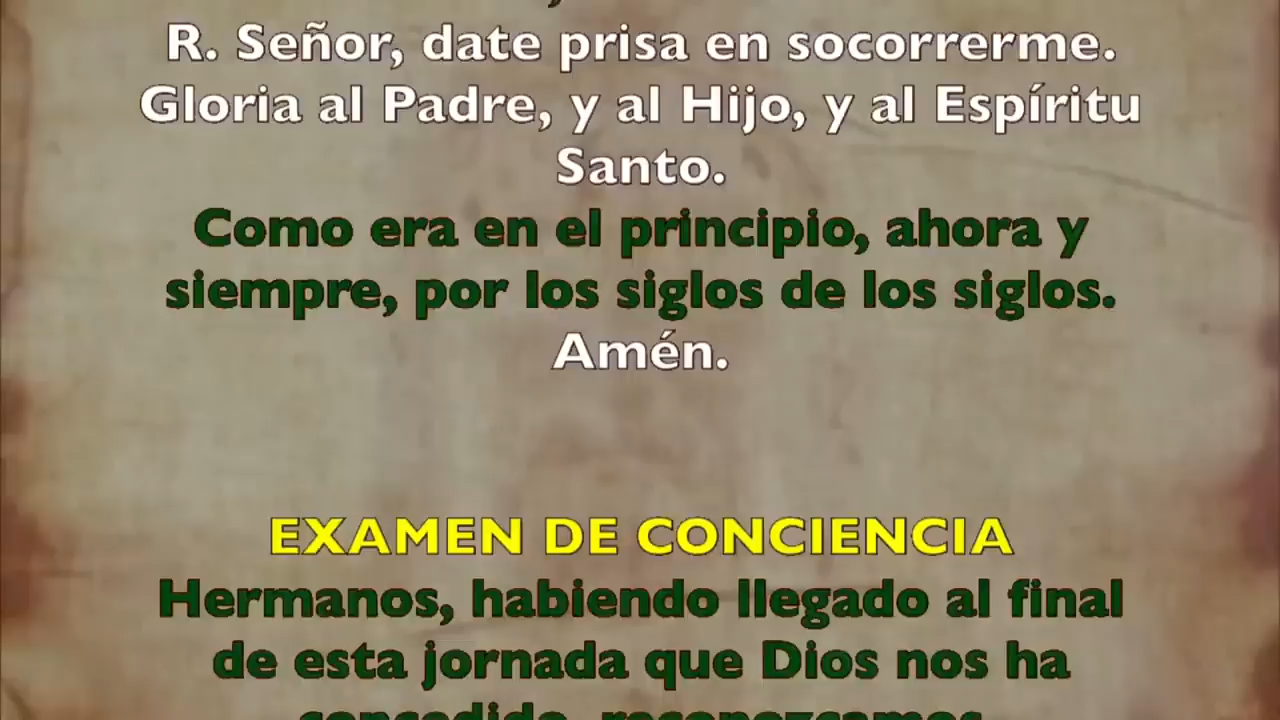 R. Señor, date prisa en socorrerme.
Gloria al Padre, y al Hijo, y al Espíritu
Santo.
Como era en el principio, ahora y
siempre, por los siglos de los siglos.
Amén.
EXAMEN DE CONCIENCIA
Hermanos, habiendo llegado al final
de esta jornada que Dios nos ha
concedido, reconozcamos